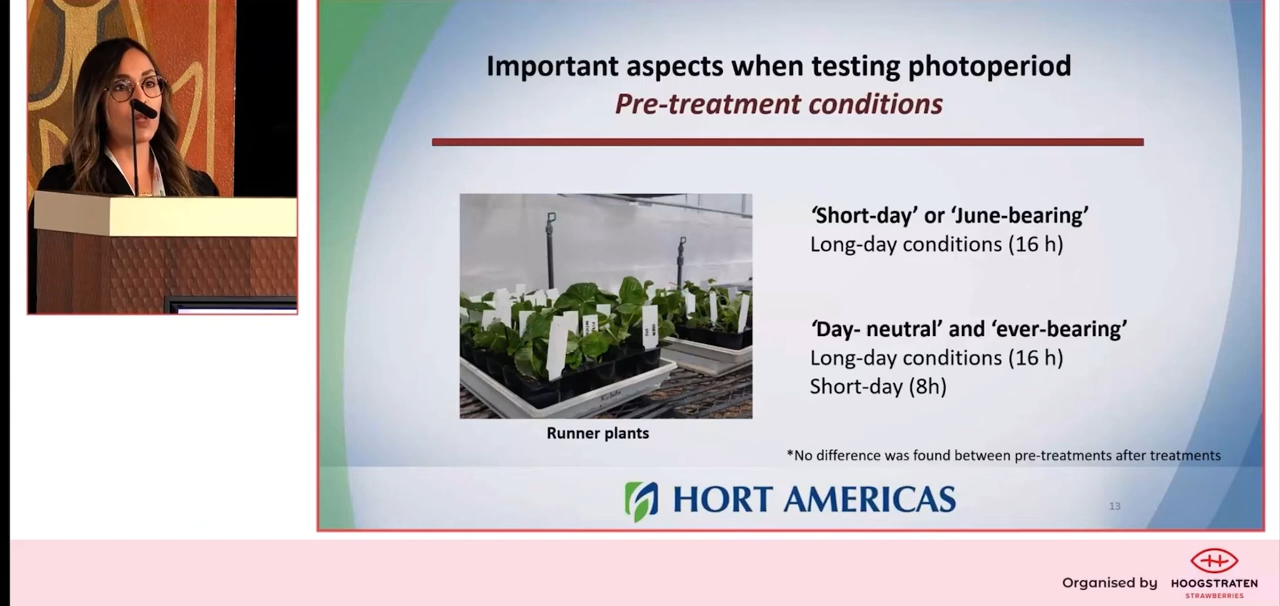 Important aspects when testing photoperiod
Pre-treatment conditions
‘Short-day’ or ‘June-bearing’
Long-day conditions (16 h)
‘Day- neutral’ and ‘ever-bearing’
Long-day conditions (16 h)
Short-day (8h)
Runner plants
*No difference was found between pre-treatments after treatments
HORT AMERICAS
13
Organised by
HOOGSTRATEN
STRAWBERRIES